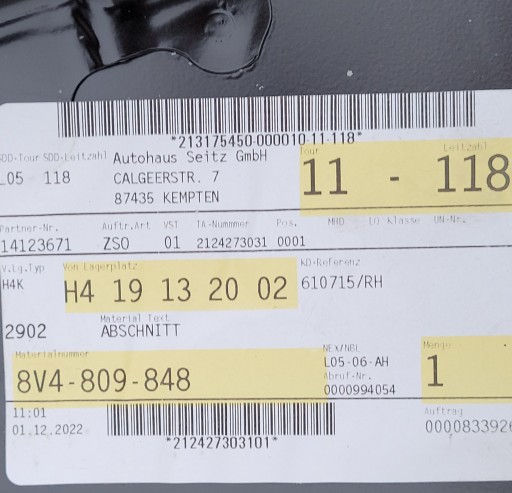 *213175450-000010-11-118*
SDD-Tour SDD-Leitzahl Autohaus Seitz GmbH Tour Leitzahl
L05 118 CALGEERSTR. 7 11 - 118
87435 KEMPTEN
Partner-Nr. Auftr.Art VST TA-Nummer Pos. MHD LQ Klasse UN-Nr.
14123671 ZSO 01 2124273031 0001
V.Lg.Typ Von Lagerplatz KD-Referenz
H4K H4 19 13 20 02 610715/RH
Material Text
2902 ABSCHNITT
Materialnummer NEX/NBL Menge
8V4-809-848 L05-06-AH 1
Abruf-Nr.
0000994054
11:01 Auftrag
01.12.2022 0000833926
*212427303101*